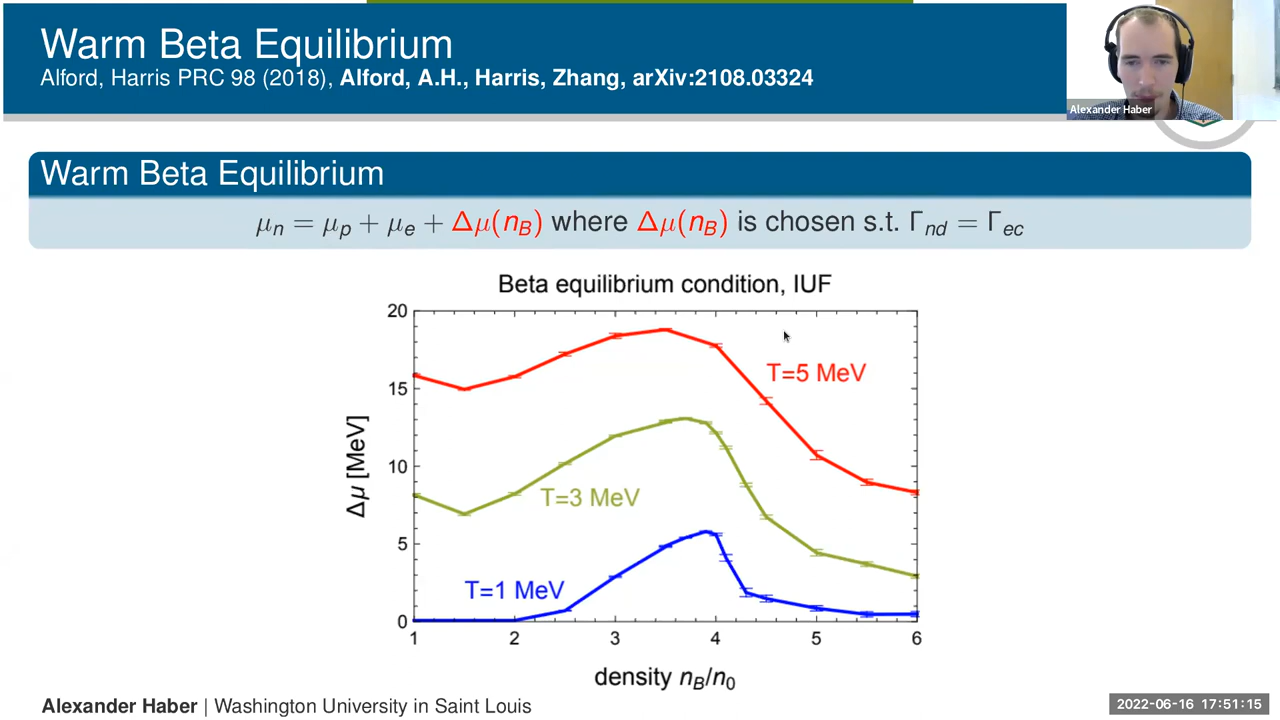 Warm Beta Equilibrium
Alford, Harris PRC 98 (2018), Alford, A.H., Harris, Zhang, arXiv:2108.03324
Alexander Haber
Warm Beta Equilibrium
μn = μp + μe + Δμ(nB) where Δμ(nB) is chosen s.t. Γnd = Γec
Beta equilibrium condition, IUF
20
15
10
5
0
Δμ [MeV]
T=5 MeV
T=3 MeV
T=1 MeV
1 2 3 4 5 6
density nB/n0
Alexander Haber | Washington University in Saint Louis
2022-06-16 17:51:15